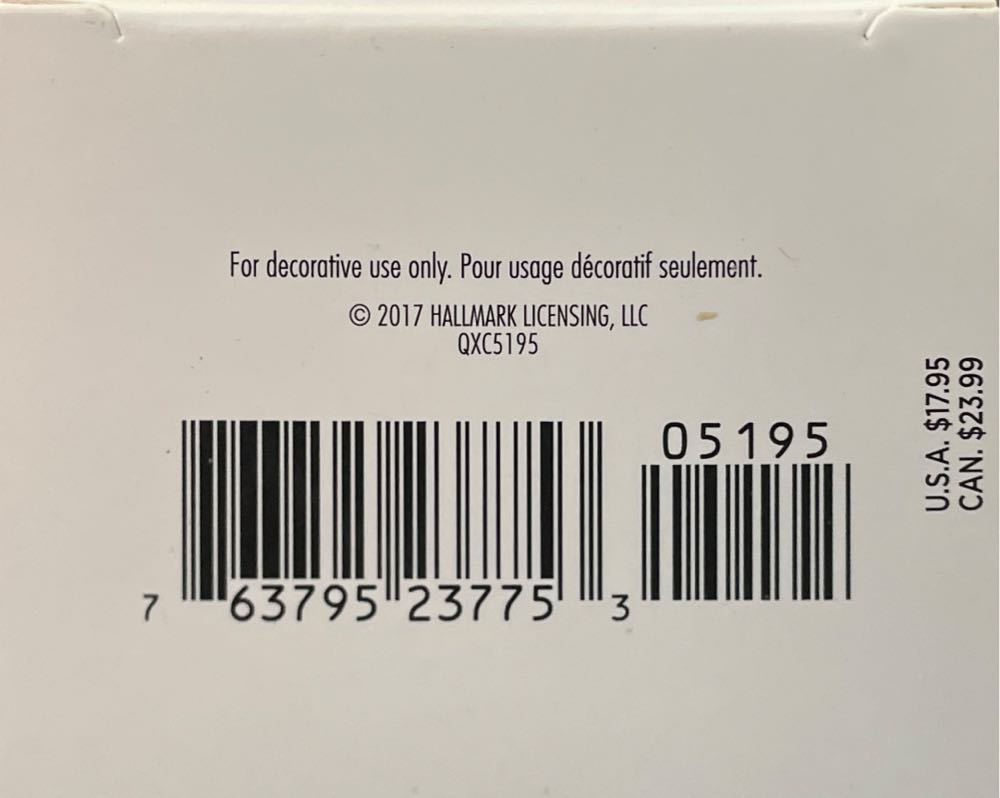 For decorative use only. Pour usage décoratif seulement.
© 2017 HALLMARK LICENSING, LLC
QXC5195
05195
7 63795 23775 3
U.S.A. $17.95
CAN. $23.99